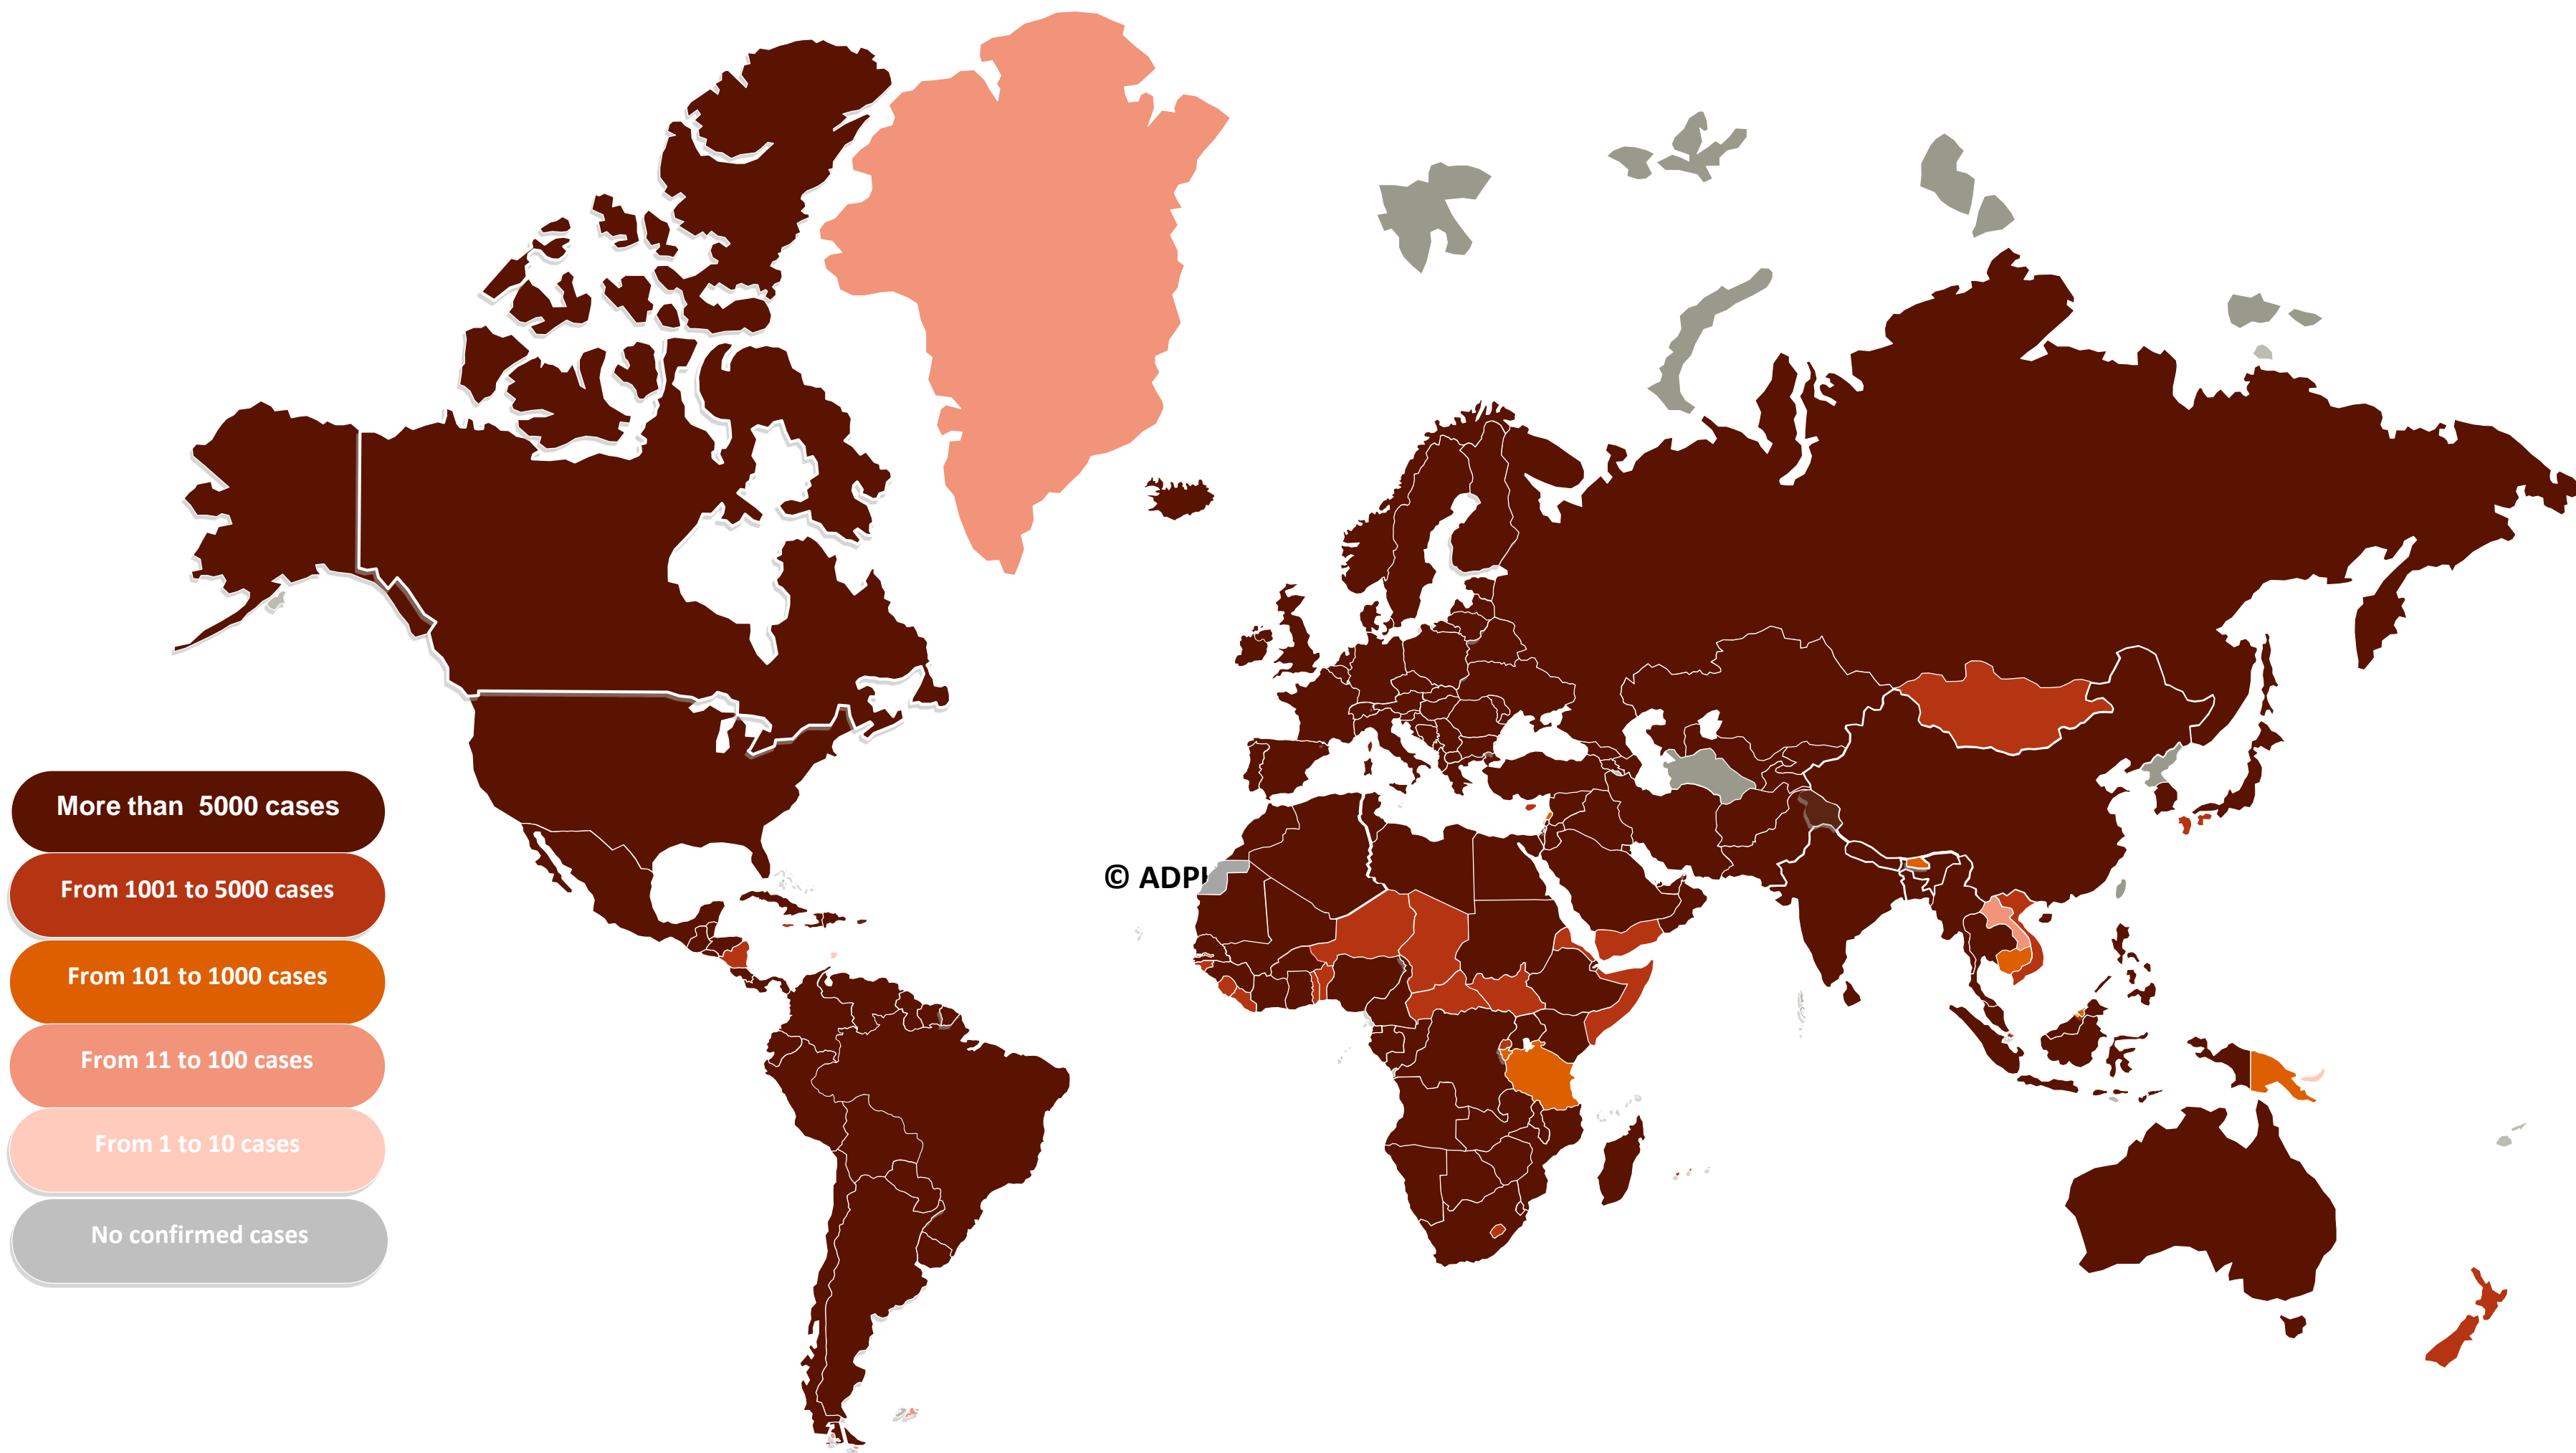 More than  5000 cases
From 1001 to 5000 cases
© ADPH
From 101 to 1000 cases
From 11 to 100 cases
From 1 to 10 cases
No confirmed cases